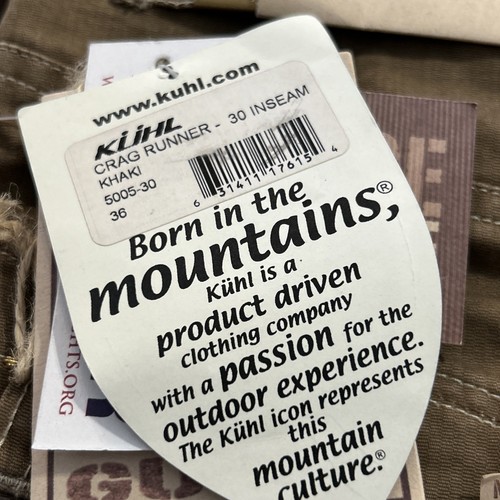 www.kuhl.com
KÜHL
CRAG RUNNER - 30 INSEAM
KHAKI
5005-30
36
6 31411 17615 4
Born in the
mountains,®
Kühl is a
product driven
clothing company
with a passion for the
outdoor experience.
The Kühl icon represents
this
mountain
culture.®
HTS.ORG